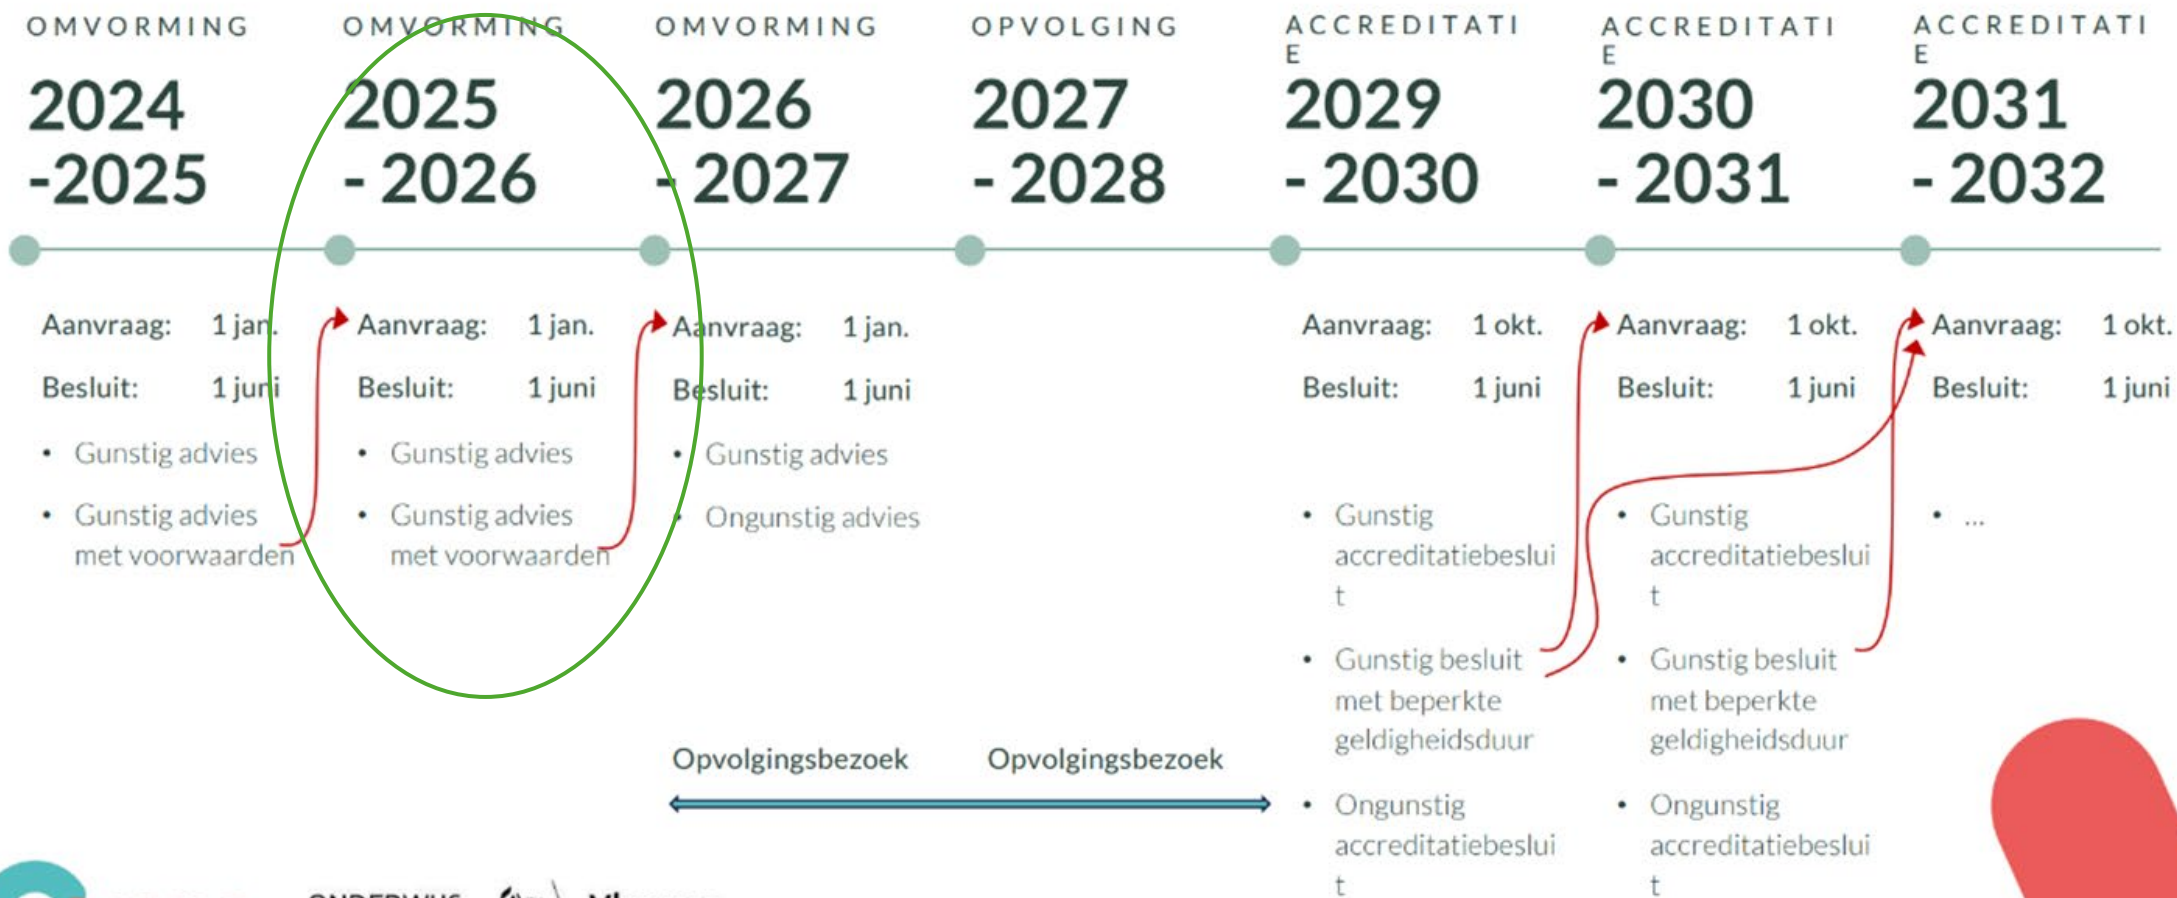 OMVORMING
2024
-2025
Aanvraag: 1 jan.
Besluit: 1 juni
• Gunstig advies
• Gunstig advies
met voorwaarden
OMVORMING
2025
- 2026
Aanvraag: 1 jan.
Besluit: 1 juni
• Gunstig advies
• Gunstig advies
met voorwaarden
OMVORMING
2026
- 2027
Aanvraag: 1 jan.
Besluit: 1 juni
• Gunstig advies
• Ongunstig advies
Opvolgingsbezoek
OPVOLGING
2027
- 2028
Opvolgingsbezoek
ACCREDITATI
E
2029
- 2030
Aanvraag: 1 okt.
Besluit: 1 juni
• Gunstig
accreditatiebeslui
t
• Gunstig besluit
met beperkte
geldigheidsduur
• Ongunstig
accreditatiebeslui
t
ACCREDITATI
E
2030
- 2031
Aanvraag: 1 okt.
Besluit: 1 juni
• Gunstig
accreditatiebeslui
t
• Gunstig besluit
met beperkte
geldigheidsduur
• Ongunstig
accreditatiebeslui
t
ACCREDITATI
E
2031
- 2032
Aanvraag: 1 okt.
Besluit: 1 juni
• ...